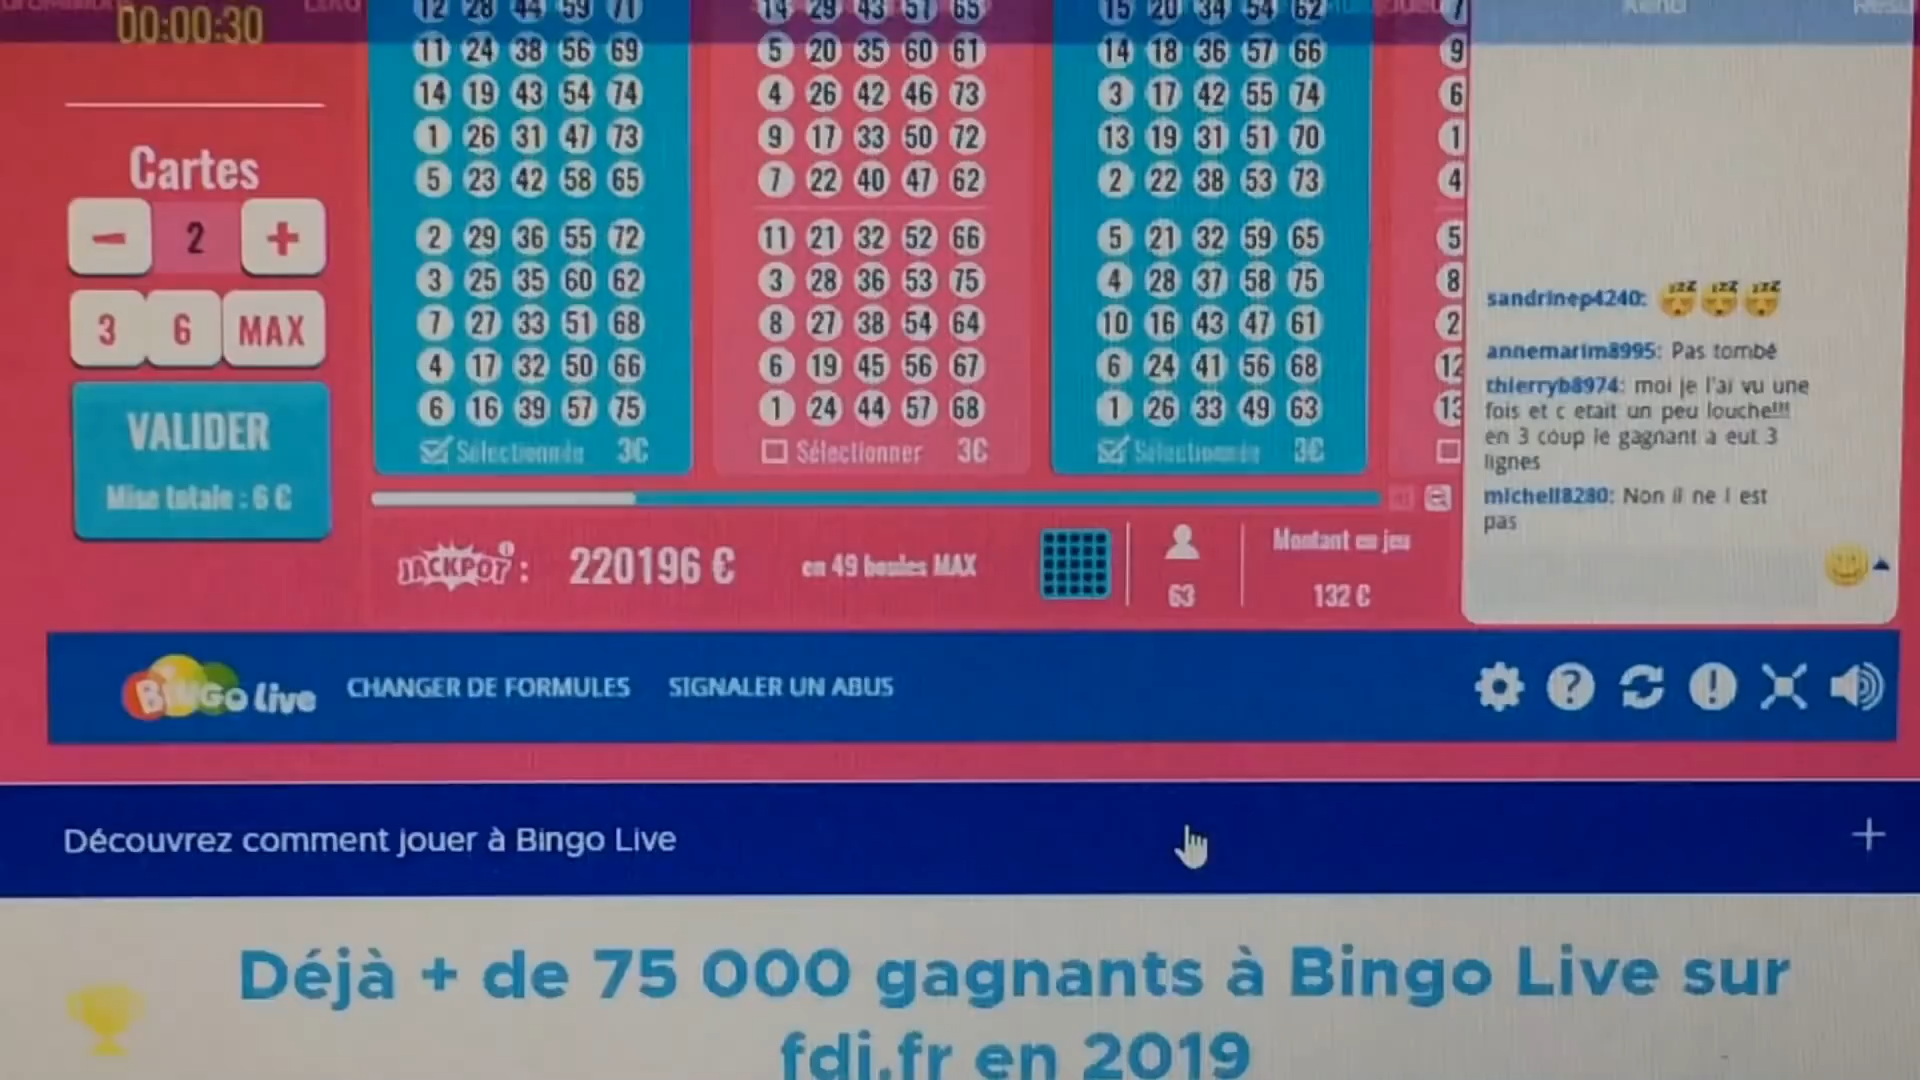 00:00:30
Cartes
2
3 6 MAX
VALIDER
Mise totale : 6 €
12 28 44 59 71
11 24 38 56 69
14 19 43 54 74
1 26 31 47 73
5 23 42 58 65
2 29 36 55 72
3 25 35 60 62
7 27 33 51 68
4 17 32 50 66
6 16 39 57 75
Sélectionnée 3€
14 29 43 51 65
5 20 35 60 61
4 26 42 46 73
9 17 33 50 72
7 22 40 47 62
11 21 32 52 66
3 28 36 53 75
8 27 38 54 64
6 19 45 56 67
1 24 44 57 68
Sélectionner 3€
15 20 34 54 62
14 18 36 57 66
3 17 42 55 74
13 19 31 51 70
2 22 38 53 73
5 21 32 59 65
4 28 37 58 75
10 16 43 47 61
6 24 41 56 68
1 26 33 49 63
Sélectionnée 3€
7
9
6
1
4
5
8
2
12
13
sandrinep4240:
annemarim8995: Pas tombé
thierryb8974: moi je l'ai vu une
fois et c etait un peu louche!!!
en 3 coup le gagnant a eut 3
lignes
michell8280: Non il ne l est
pas
JACKPOT : 220196 € en 49 boules MAX
63
Montant en jeu
132 €
BINGO live CHANGER DE FORMULES SIGNALER UN ABUS
Découvrez comment jouer à Bingo Live
Déjà + de 75 000 gagnants à Bingo Live sur
fdj.fr en 2019